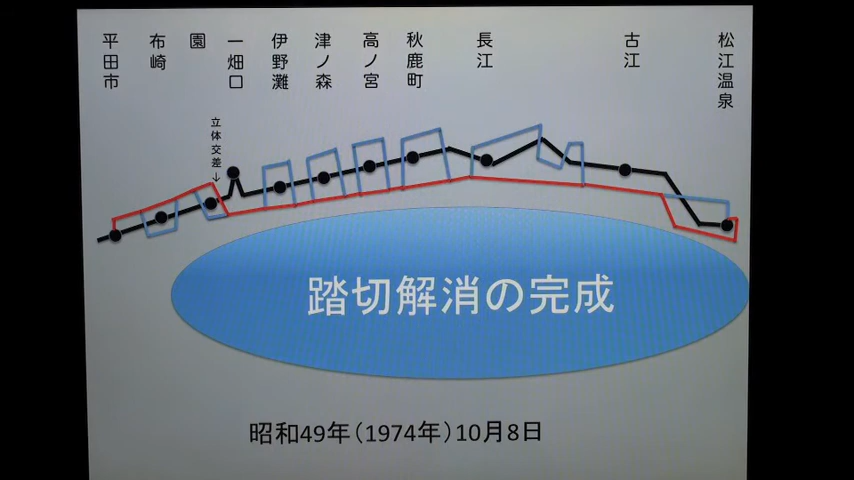 平田市
布崎
園
一畑口
伊野灘
津ノ森
高ノ宮
秋鹿町
長江
古江
松江温泉
立体交差↓
踏切解消の完成
昭和49年(1974年)10月8日